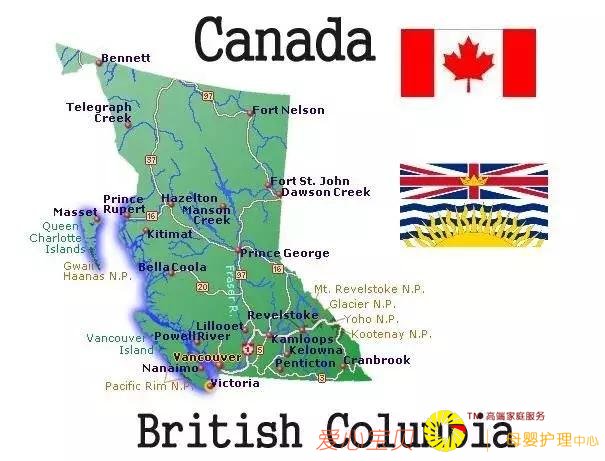 Canada
Bennett
Telegraph
Creek
97
Fort Nelson
37
Fort St. John
Dawson Creek
Prince
Rupert
Hazelton
Masset
16
Manson
Creek
Queen
Charlotte
Islands
Kitimat
Prince George
Gwaii
Haanas N.P.
Bella Coola
Fraser R.
97
16
20
Mt. Revelstoke N.P.
Glacier N.P.
Yoho N.P.
Kootenay N.P.
Revelstoke
Lillooet
Vancouver
Island
Powell River
Kamloops
1
5
Kelowna
Vancouver
Nanaimo
Penticton
Cranbrook
3
Pacific Rim N.P.
Victoria
British Columbia
TM 高端家庭服务
爱心宝贝
母婴护理中心